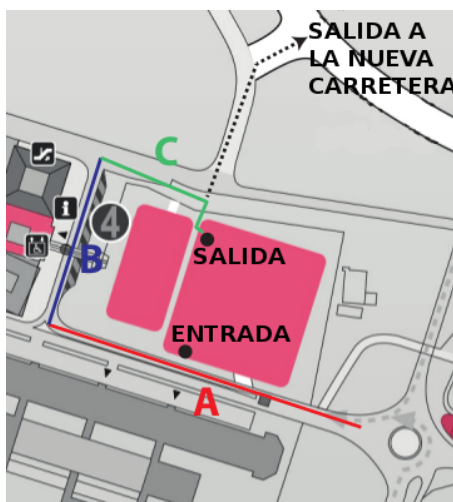 SALIDA A
LA NUEVA
CARRETERA
C
i
4
B
SALIDA
ENTRADA
A